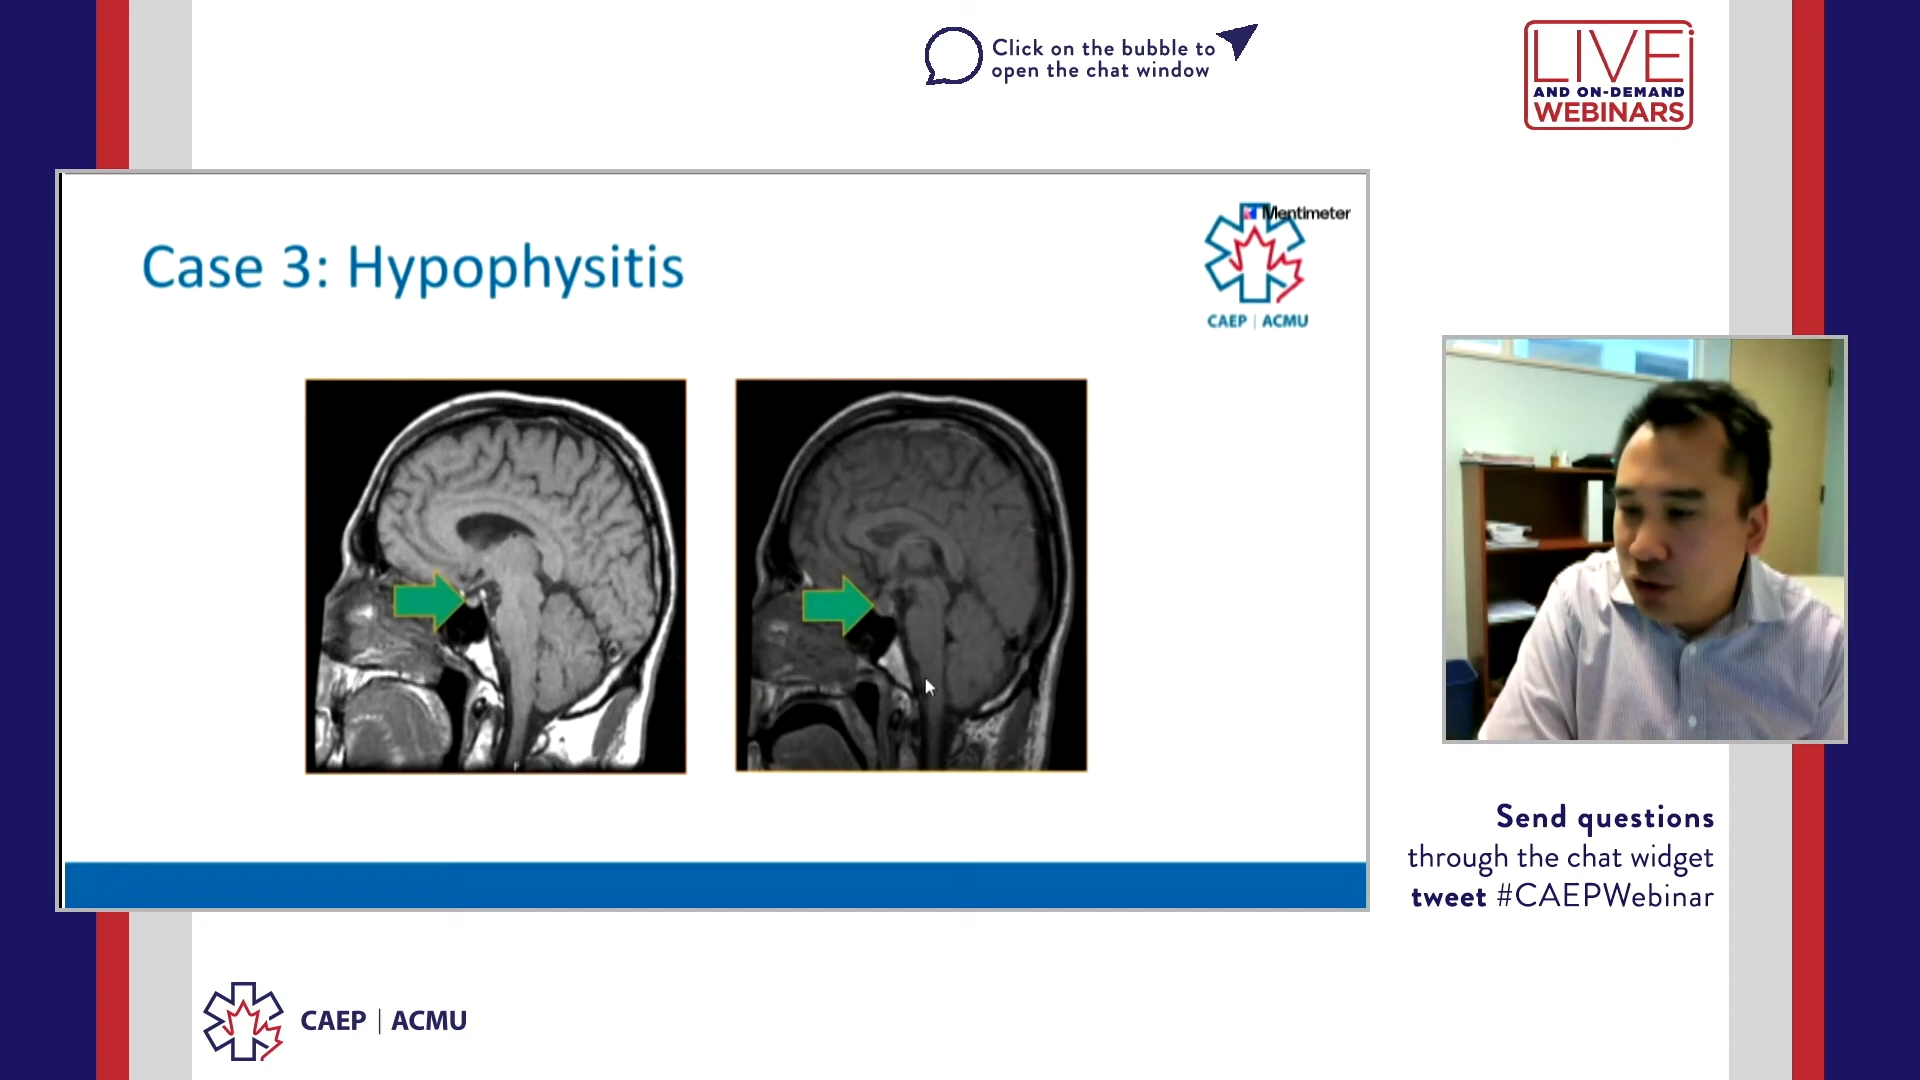 Click on the bubble to
open the chat window
LIVE
AND ON-DEMAND
WEBINARS
Mentimeter
Case 3: Hypophysitis
CAEP | ACMU
Send questions
through the chat widget
tweet #CAEPWebinar
CAEP | ACMU